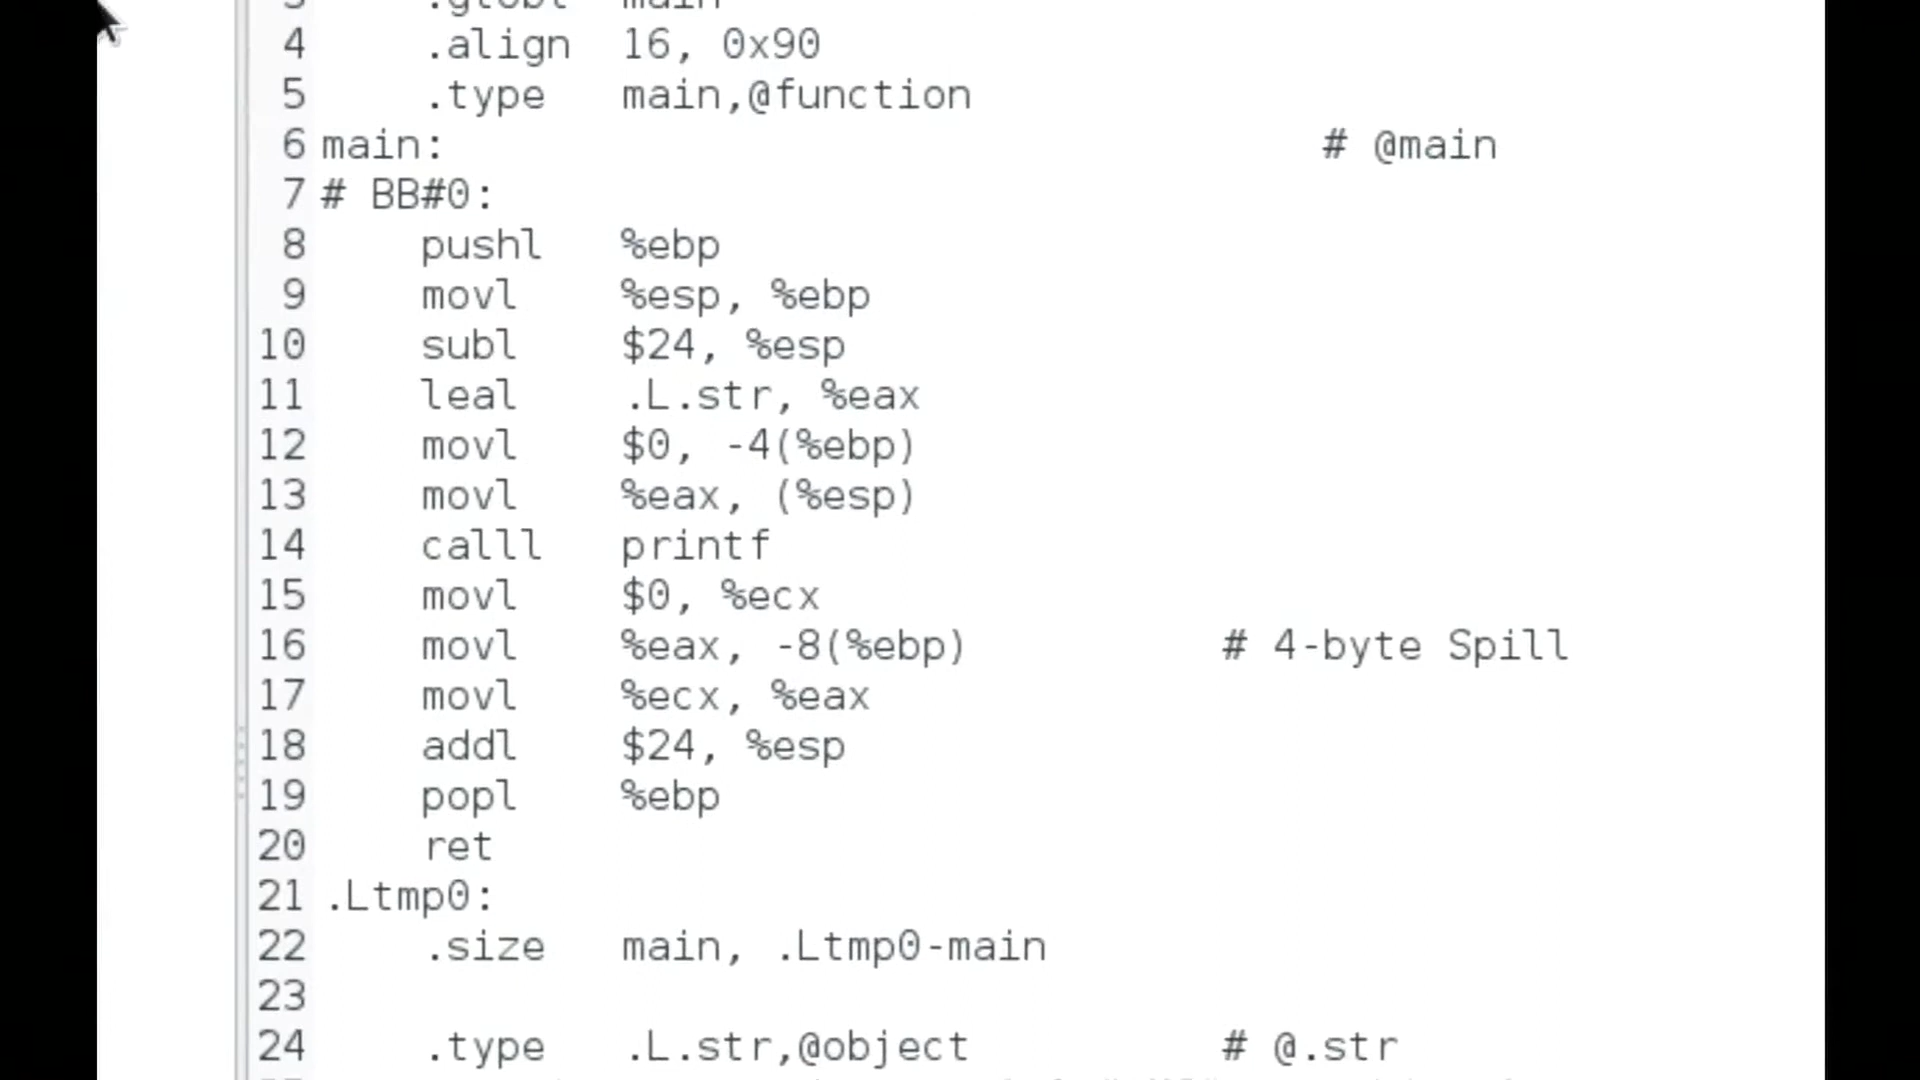 3 .globl main
4 .align 16, 0x90
5 .type main,@function
6 main: # @main
7 # BB#0:
8 pushl %ebp
9 movl %esp, %ebp
10 subl $24, %esp
11 leal .L.str, %eax
12 movl $0, -4(%ebp)
13 movl %eax, (%esp)
14 calll printf
15 movl $0, %ecx
16 movl %eax, -8(%ebp) # 4-byte Spill
17 movl %ecx, %eax
18 addl $24, %esp
19 popl %ebp
20 ret
21 .Ltmp0:
22 .size main, .Ltmp0-main
23
24 .type .L.str,@object # @.str